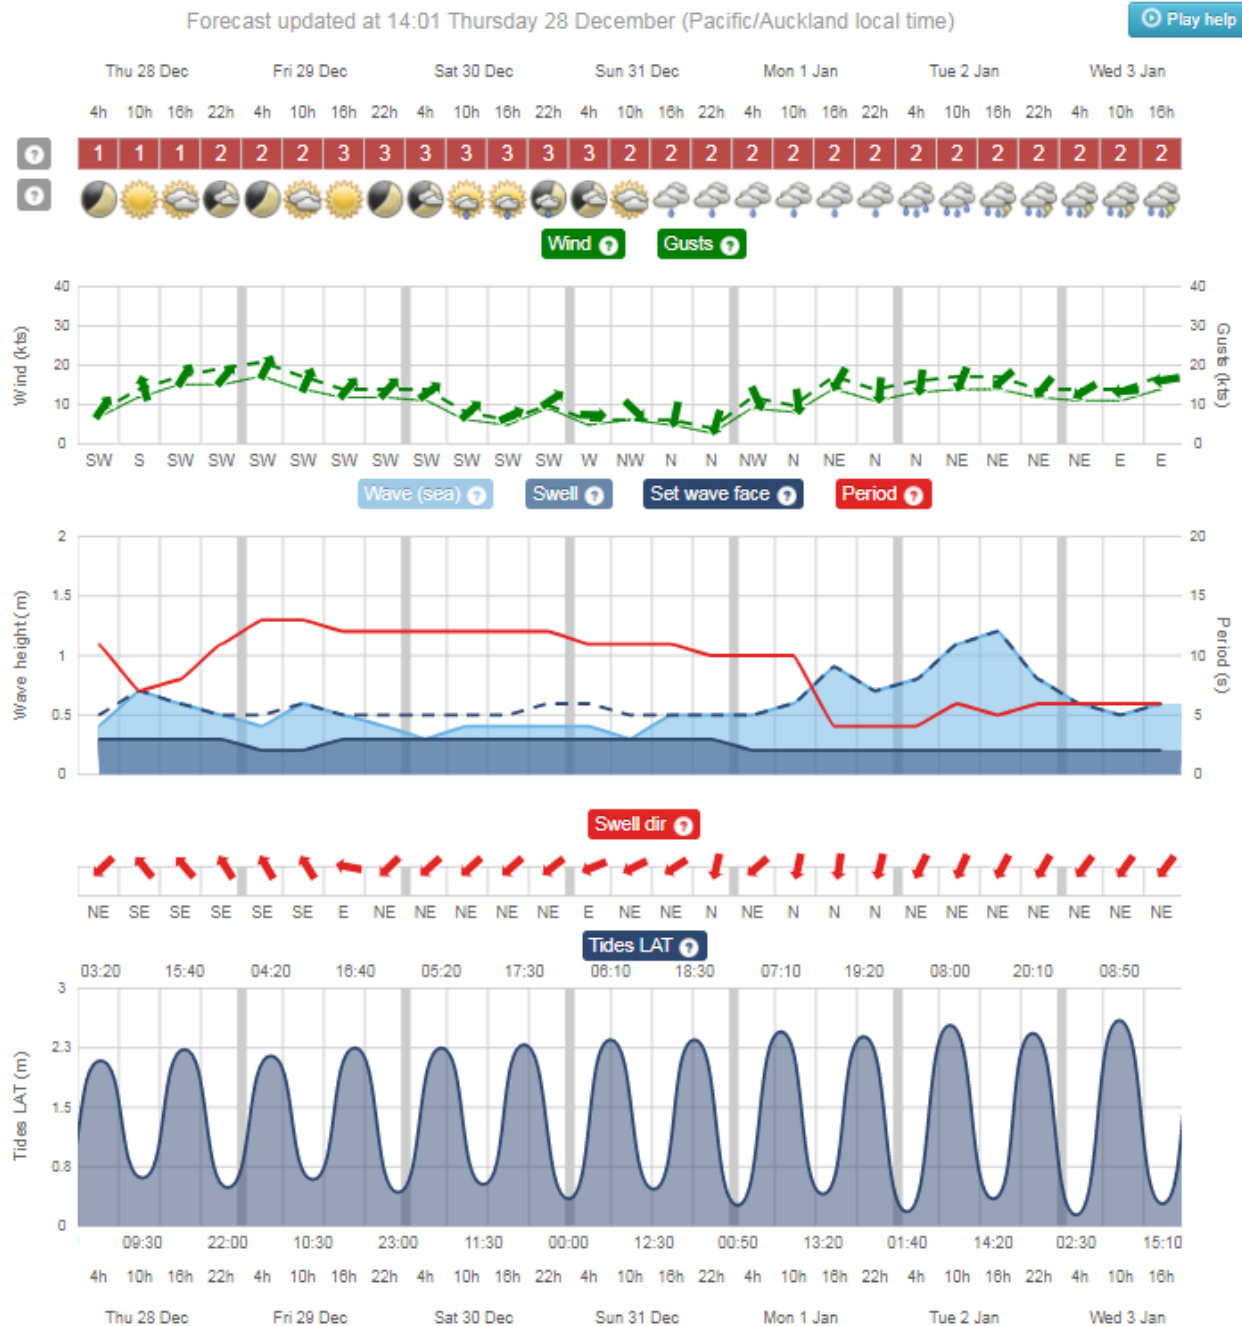 Forecast updated at 14:01 Thursday 28 December (Pacific/Auckland local time)
Play help
Thu 28 Dec Fri 29 Dec Sat 30 Dec Sun 31 Dec Mon 1 Jan Tue 2 Jan Wed 3 Jan
4h 10h 16h 22h 4h 10h 16h 22h 4h 10h 16h 22h 4h 10h 16h 22h 4h 10h 16h 22h 4h 10h 16h 22h 4h 10h 16h
? 1 1 1 2 2 2 3 3 3 3 3 3 3 2 2 2 2 2 2 2 2 2 2 2 2 2 2
?
Wind ? Gusts ?
40 40
30 30
20 20
10 10
0 0
Wind (kts)
Gusts (kts)
SW S SW SW SW SW SW SW SW SW SW SW W NW N N NW N NE N N NE NE NE NE E E
Wave (sea) ? Swell ? Set wave face ? Period ?
2 20
1.5 15
1 10
0.5 5
0 0
Wave height (m)
Period (s)
Swell dir ?
NE SE SE SE SE SE E NE NE NE NE NE E NE NE N NE N N N NE NE NE NE NE NE NE
Tides LAT ?
03:20 15:40 04:20 16:40 05:20 17:30 06:10 18:30 07:10 19:20 08:00 20:10 08:50
3
2.3
1.5
0.8
0
Tides LAT (m)
09:30 22:00 10:30 23:00 11:30 00:00 12:30 00:50 13:20 01:40 14:20 02:30 15:10
4h 10h 16h 22h 4h 10h 16h 22h 4h 10h 16h 22h 4h 10h 16h 22h 4h 10h 16h 22h 4h 10h 16h 22h 4h 10h 16h
Thu 28 Dec Fri 29 Dec Sat 30 Dec Sun 31 Dec Mon 1 Jan Tue 2 Jan Wed 3 Jan